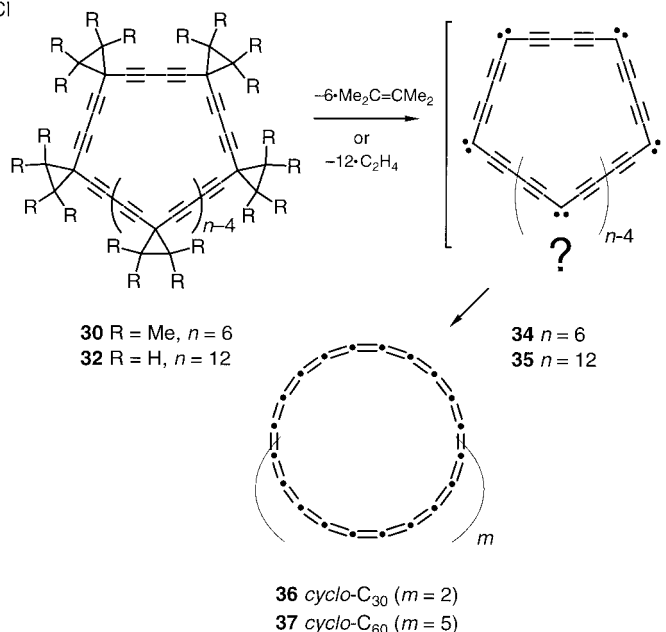 Cl
R R R R
R R R R
–6•Me₂C=CMe₂
or
–12•C₂H₄
R R R R
R R R R
n–4
R R
R R
n-4
?
30 R = Me, n = 6
32 R = H, n = 12
34 n = 6
35 n = 12
m
36 cyclo-C₃₀ (m = 2)
37 cyclo-C₆₀ (m = 5)